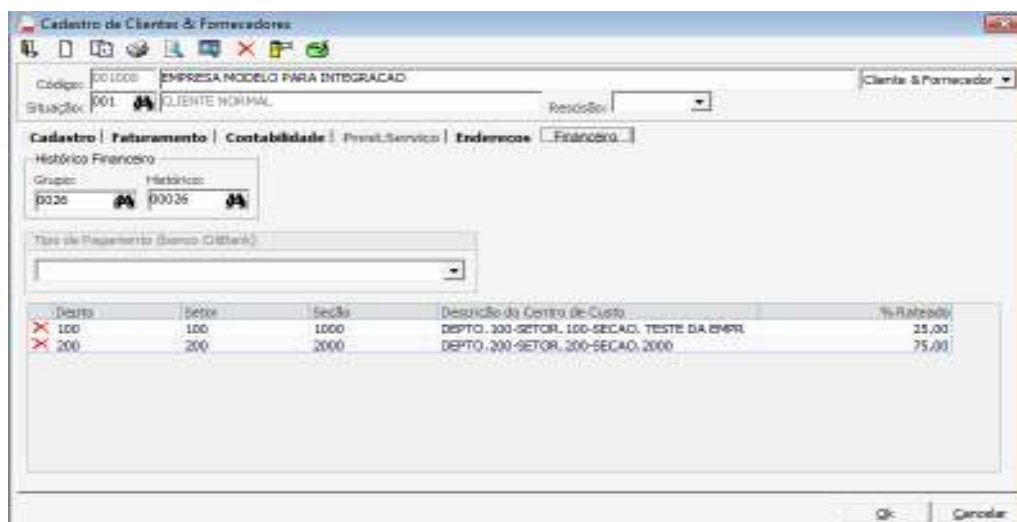 Cadastro de Clientes & Fornecedores
Código: 001000 EMPRESA MODELO PARA INTEGRACAO Cliente & Fornecedor
Situação: 001 CLIENTE NORMAL Rescisão:
Cadastro | Faturamento | Contabilidade | Prest.Servico | Endereços Financeiro
Histórico Financeiro
Grupo: Histórico:
0026 00026
Tipo de Pagamento (banco CitiBank)
Depto Setor Secão Descricão do Centro de Custo % Rateado
100 100 1000 DEPTO. 100-SETOR. 100-SECAO. TESTE DA EMPR 25,00
200 200 2000 DEPTO. 200-SETOR. 200-SECAO. 2000 75,00
Ok Cancelar